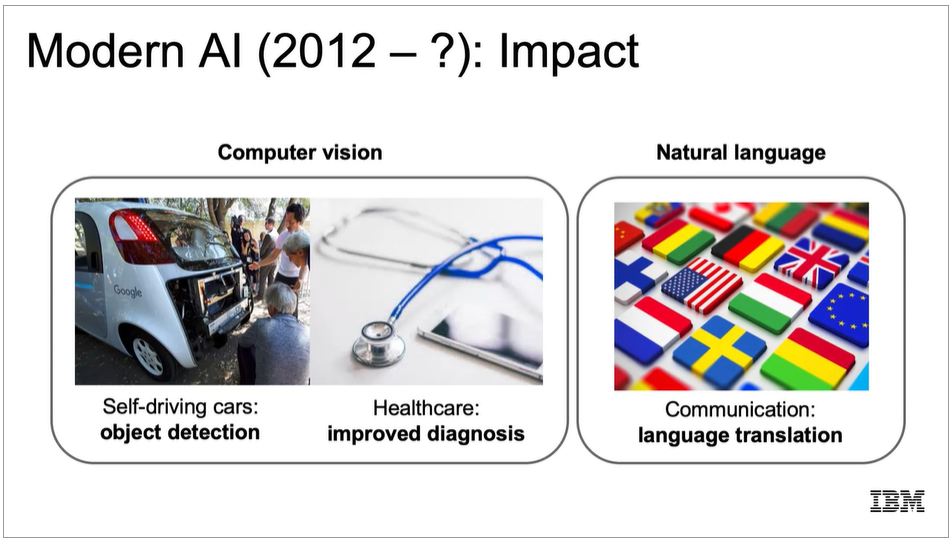 Modern AI (2012 – ?): Impact
Computer vision
Natural language
Google
Self-driving cars:
object detection
Healthcare:
improved diagnosis
Communication:
language translation
IBM